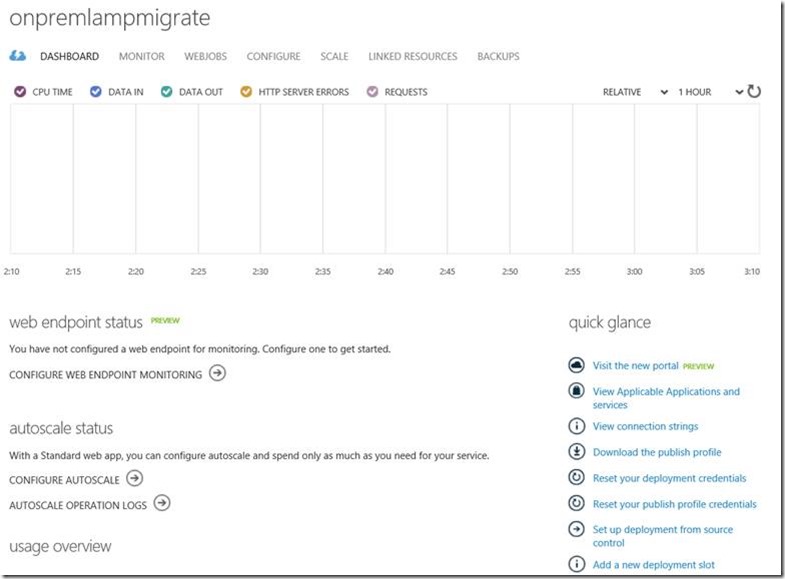 onpremlampmigrate
DASHBOARD MONITOR WEBJOBS CONFIGURE SCALE LINKED RESOURCES BACKUPS
CPU TIME DATA IN DATA OUT HTTP SERVER ERRORS REQUESTS RELATIVE 1 HOUR
2:10 2:15 2:20 2:25 2:30 2:35 2:40 2:45 2:50 2:55 3:00 3:05 3:10
web endpoint status PREVIEW
You have not configured a web endpoint for monitoring. Configure one to get started.
CONFIGURE WEB ENDPOINT MONITORING
autoscale status
With a Standard web app, you can configure autoscale and spend only as much as you need for your service.
CONFIGURE AUTOSCALE
AUTOSCALE OPERATION LOGS
usage overview
quick glance
Visit the new portal PREVIEW
View Applicable Applications and
services
View connection strings
Download the publish profile
Reset your deployment credentials
Reset your publish profile credentials
Set up deployment from source
control
Add a new deployment slot